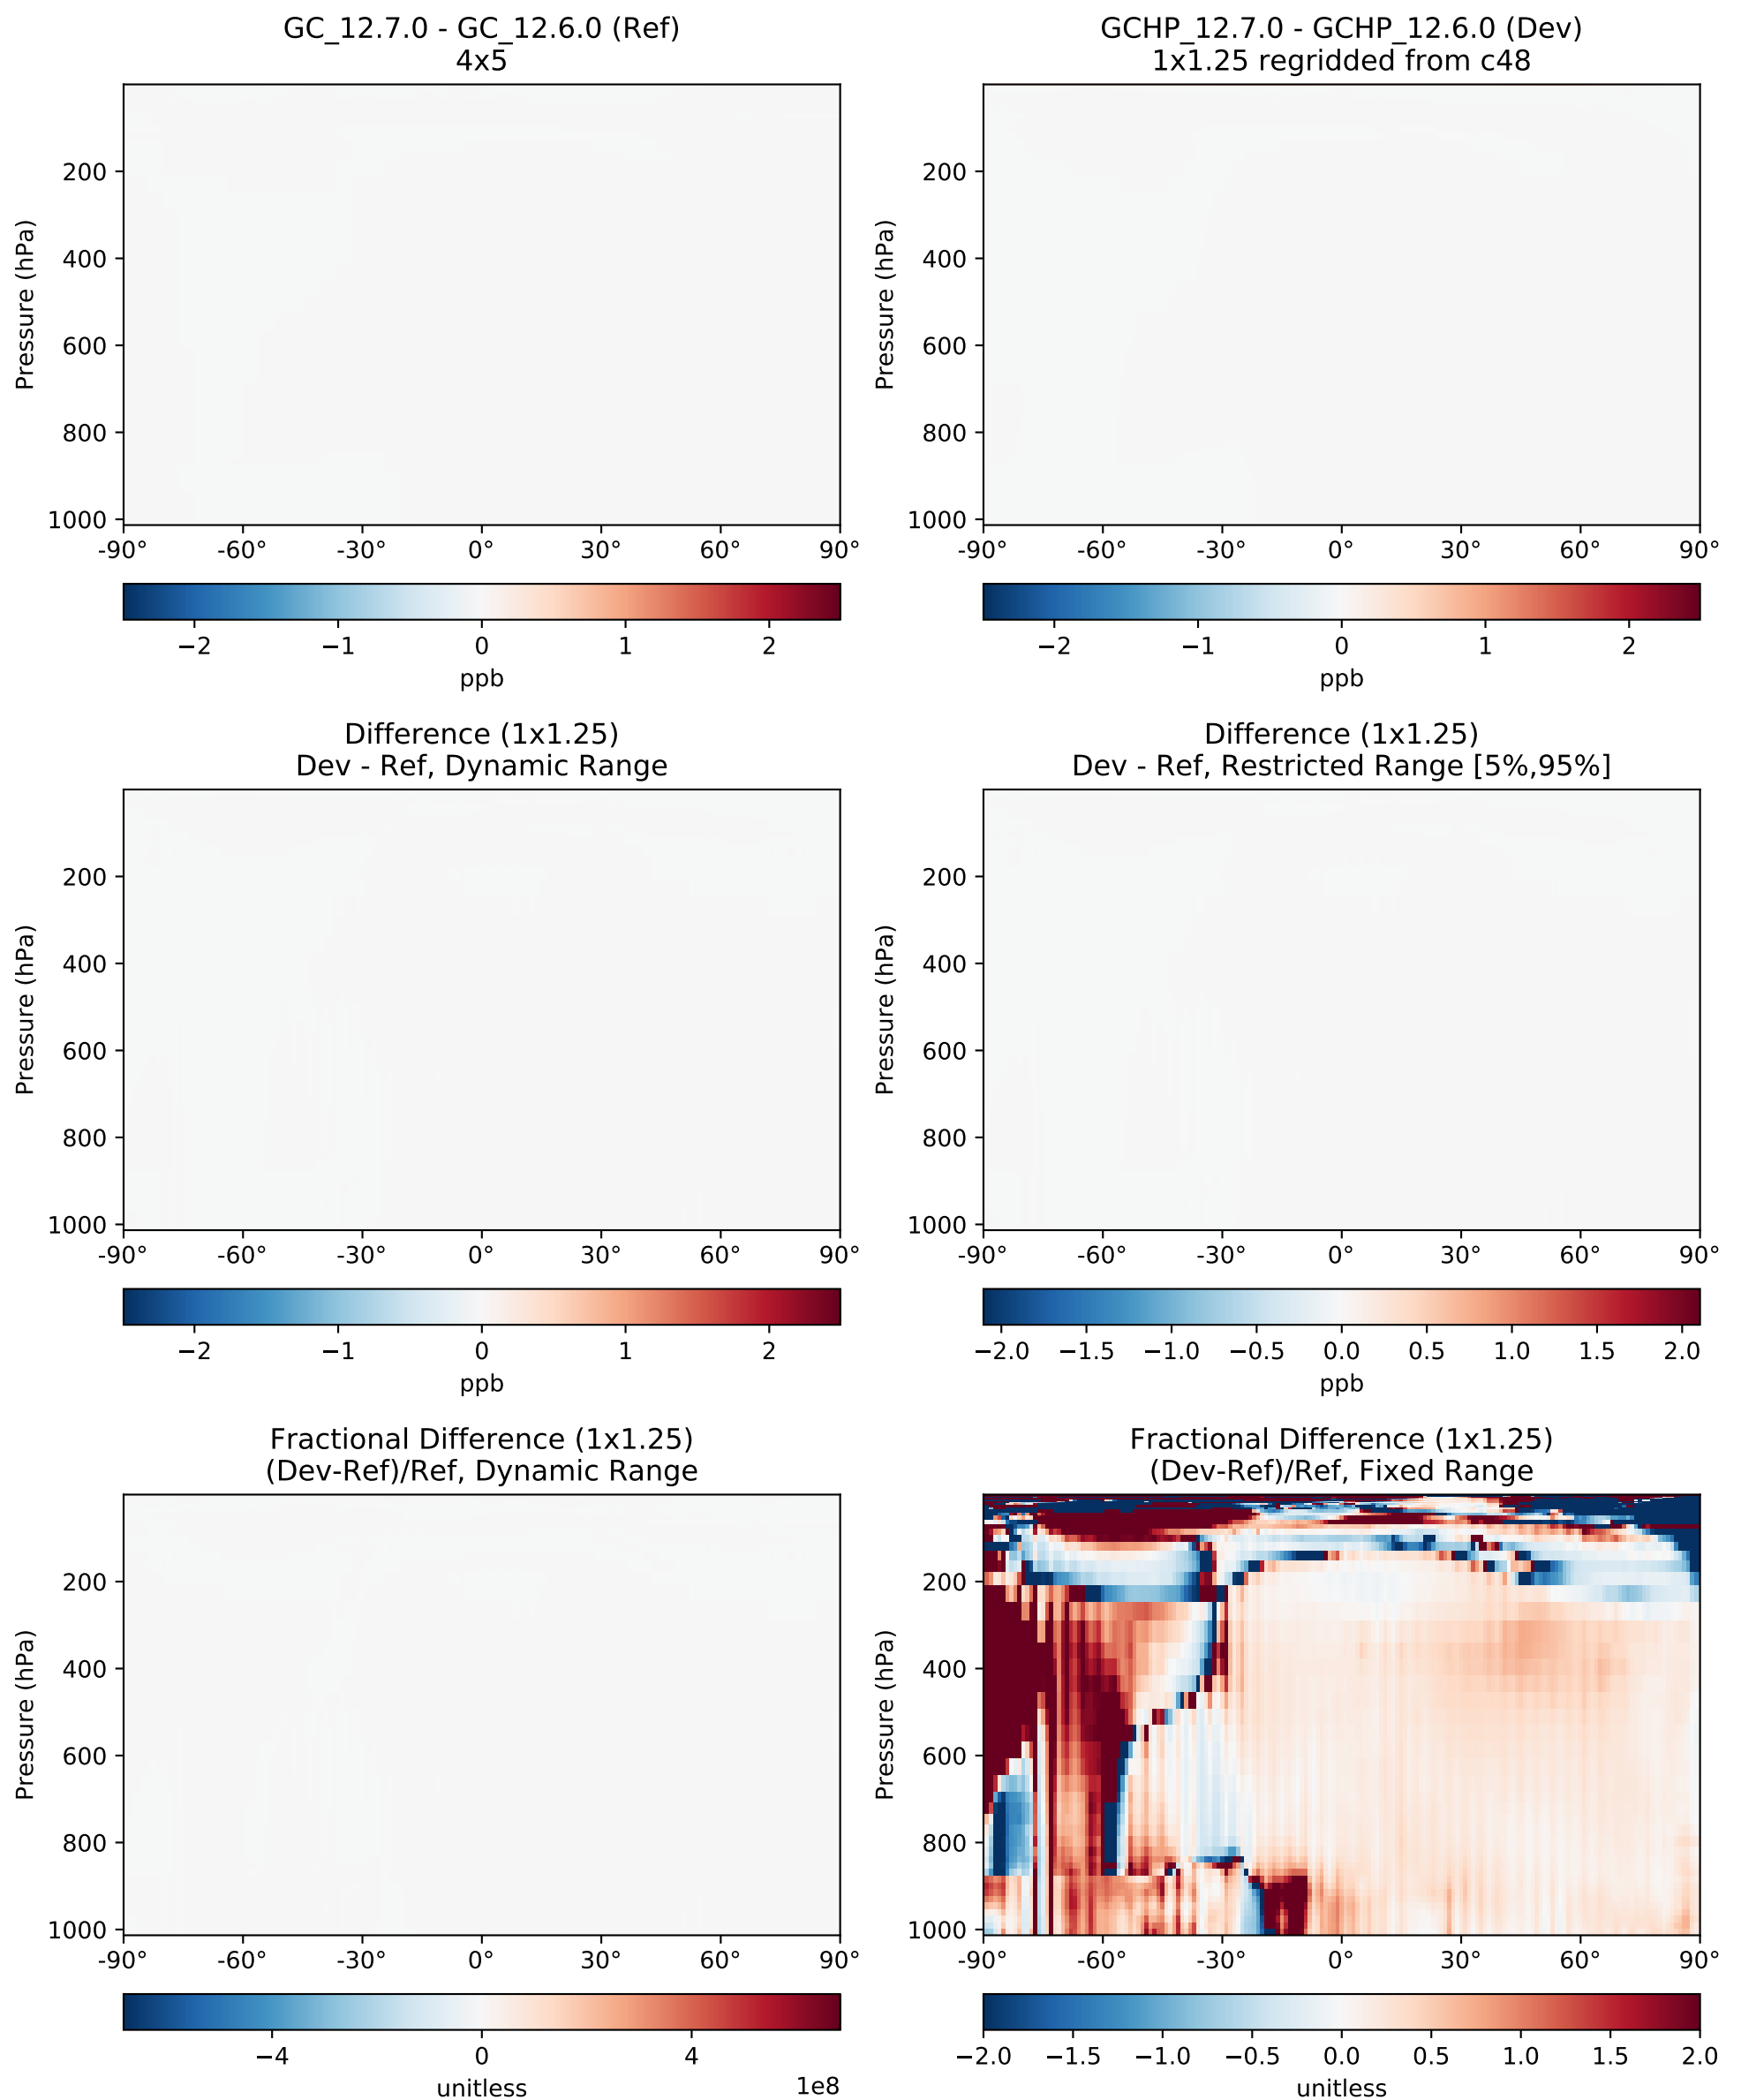 GC_12.7.0 - GC_12.6.0 (Ref)
4x5
Pressure (hPa)
200
400
600
800
1000
-90° -60° -30° 0° 30° 60° 90°
−2 −1 0 1 2
ppb
GCHP_12.7.0 - GCHP_12.6.0 (Dev)
1x1.25 regridded from c48
Pressure (hPa)
200
400
600
800
1000
-90° -60° -30° 0° 30° 60° 90°
−2 −1 0 1 2
ppb
Difference (1x1.25)
Dev - Ref, Dynamic Range
Pressure (hPa)
200
400
600
800
1000
-90° -60° -30° 0° 30° 60° 90°
−2 −1 0 1 2
ppb
Difference (1x1.25)
Dev - Ref, Restricted Range [5%,95%]
Pressure (hPa)
200
400
600
800
1000
-90° -60° -30° 0° 30° 60° 90°
−2.0 −1.5 −1.0 −0.5 0.0 0.5 1.0 1.5 2.0
ppb
Fractional Difference (1x1.25)
(Dev-Ref)/Ref, Dynamic Range
Pressure (hPa)
200
400
600
800
1000
-90° -60° -30° 0° 30° 60° 90°
−4 0 4
unitless 1e8
Fractional Difference (1x1.25)
(Dev-Ref)/Ref, Fixed Range
Pressure (hPa)
200
400
600
800
1000
-90° -60° -30° 0° 30° 60° 90°
−2.0 −1.5 −1.0 −0.5 0.0 0.5 1.0 1.5 2.0
unitless